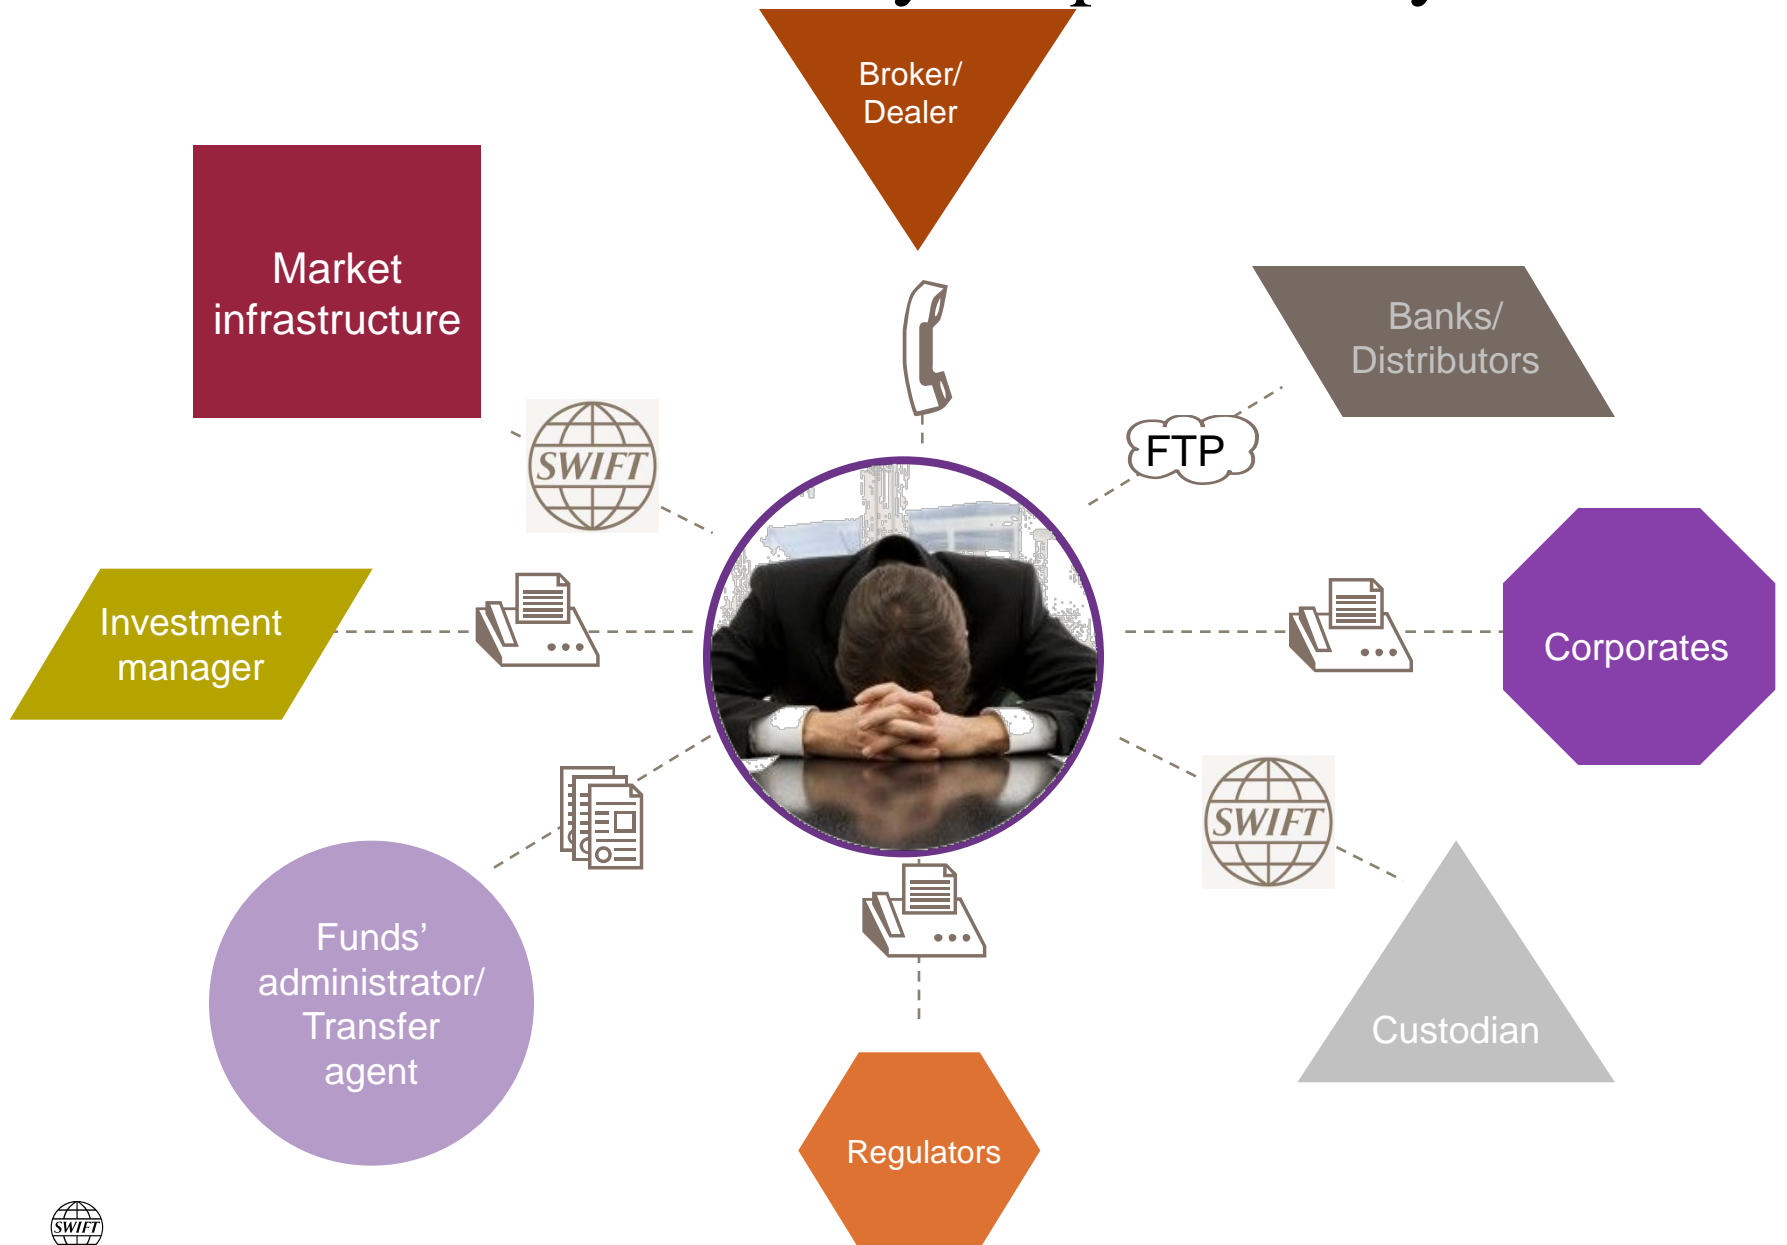 Broker/
Dealer
Market
infrastructure
Banks/
Distributors
FTP
SWIFT
Investment
manager
Corporates
SWIFT
Funds’
administrator/
Transfer
agent
Custodian
Regulators
SWIFT